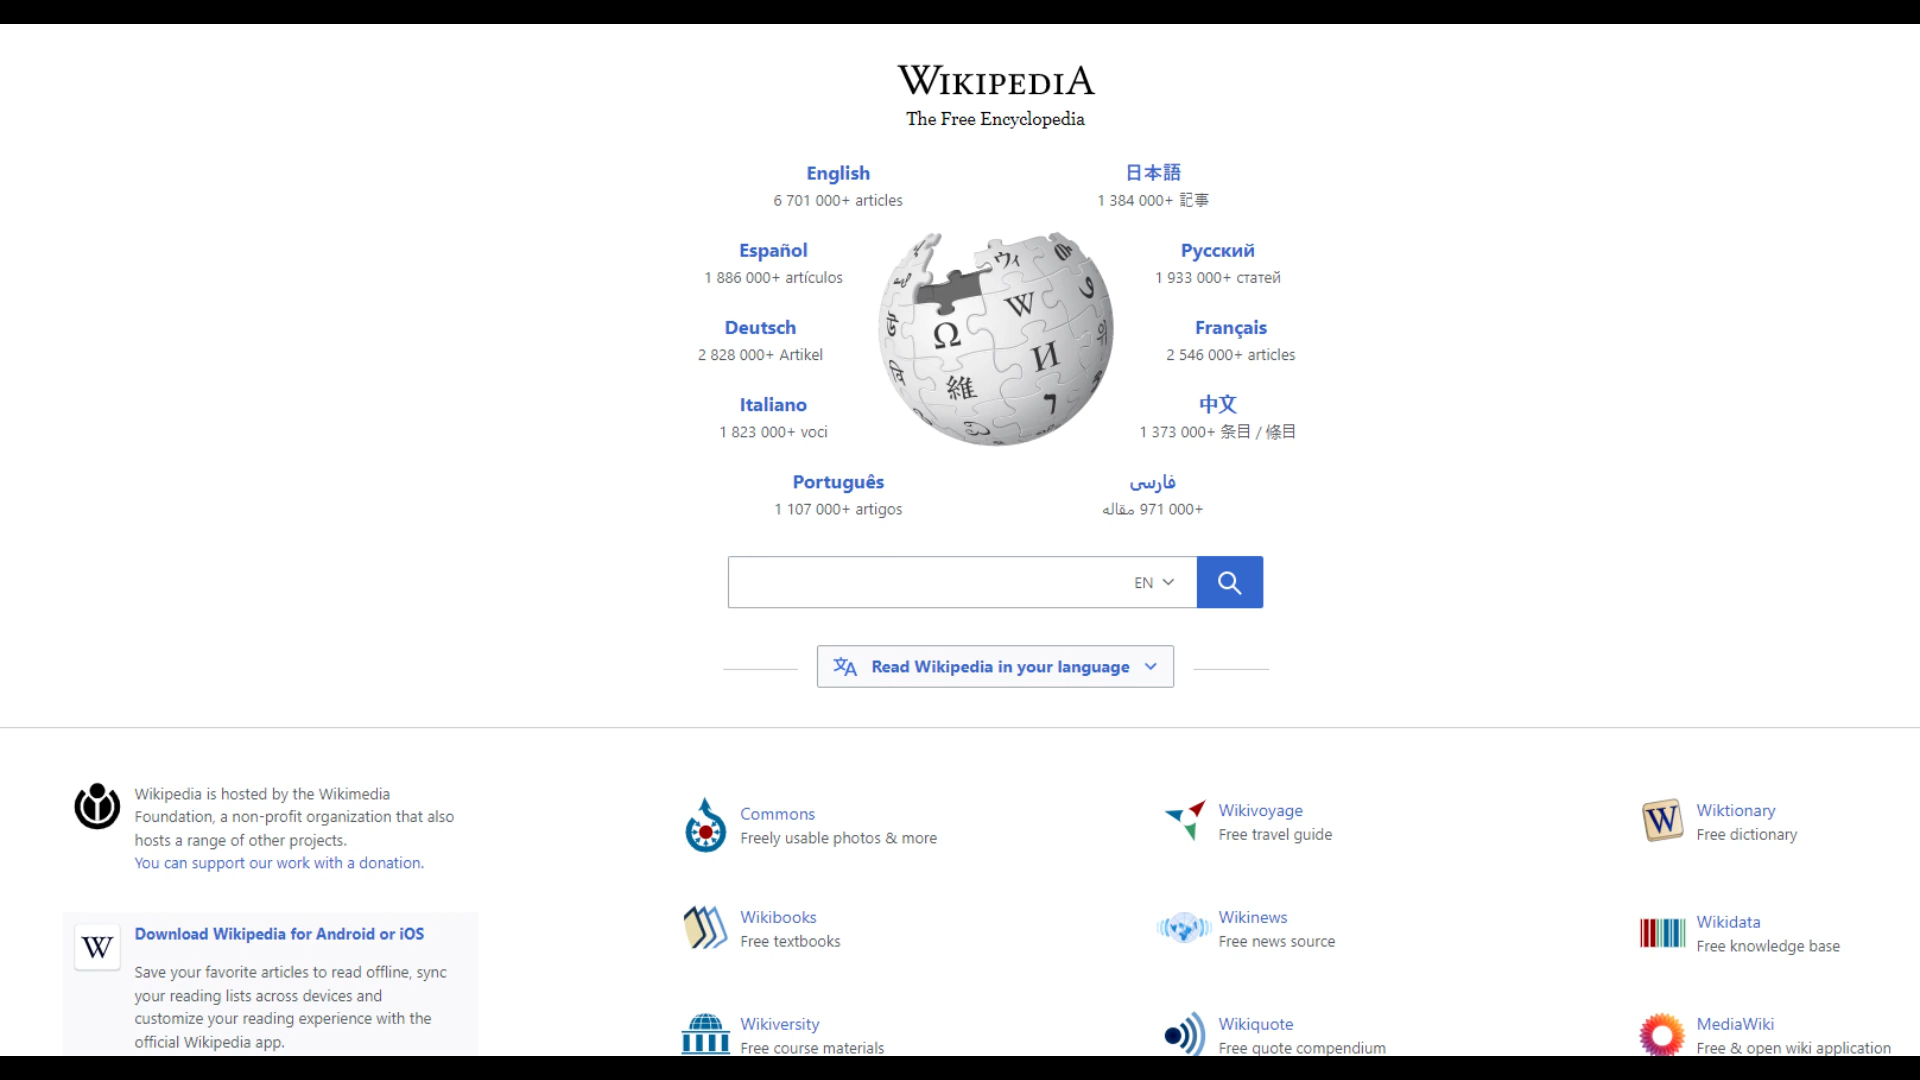 WIKIPEDIA
The Free Encyclopedia
English
6 701 000+ articles
日本語
1 384 000+ 記事
Español
1 886 000+ artículos
Русский
1 933 000+ статей
Deutsch
2 828 000+ Artikel
Français
2 546 000+ articles
Italiano
1 823 000+ voci
中文
1 373 000+ 条目 / 條目
Português
1 107 000+ artigos
فارسی
۹71 000+ مقاله
EN
Read Wikipedia in your language
Wikipedia is hosted by the Wikimedia
Foundation, a non-profit organization that also
hosts a range of other projects.
You can support our work with a donation.
Download Wikipedia for Android or iOS
Save your favorite articles to read offline, sync
your reading lists across devices and
customize your reading experience with the
official Wikipedia app.
Commons
Freely usable photos & more
Wikivoyage
Free travel guide
Wiktionary
Free dictionary
Wikibooks
Free textbooks
Wikinews
Free news source
Wikidata
Free knowledge base
Wikiversity
Free course materials
Wikiquote
Free quote compendium
MediaWiki
Free & open wiki application